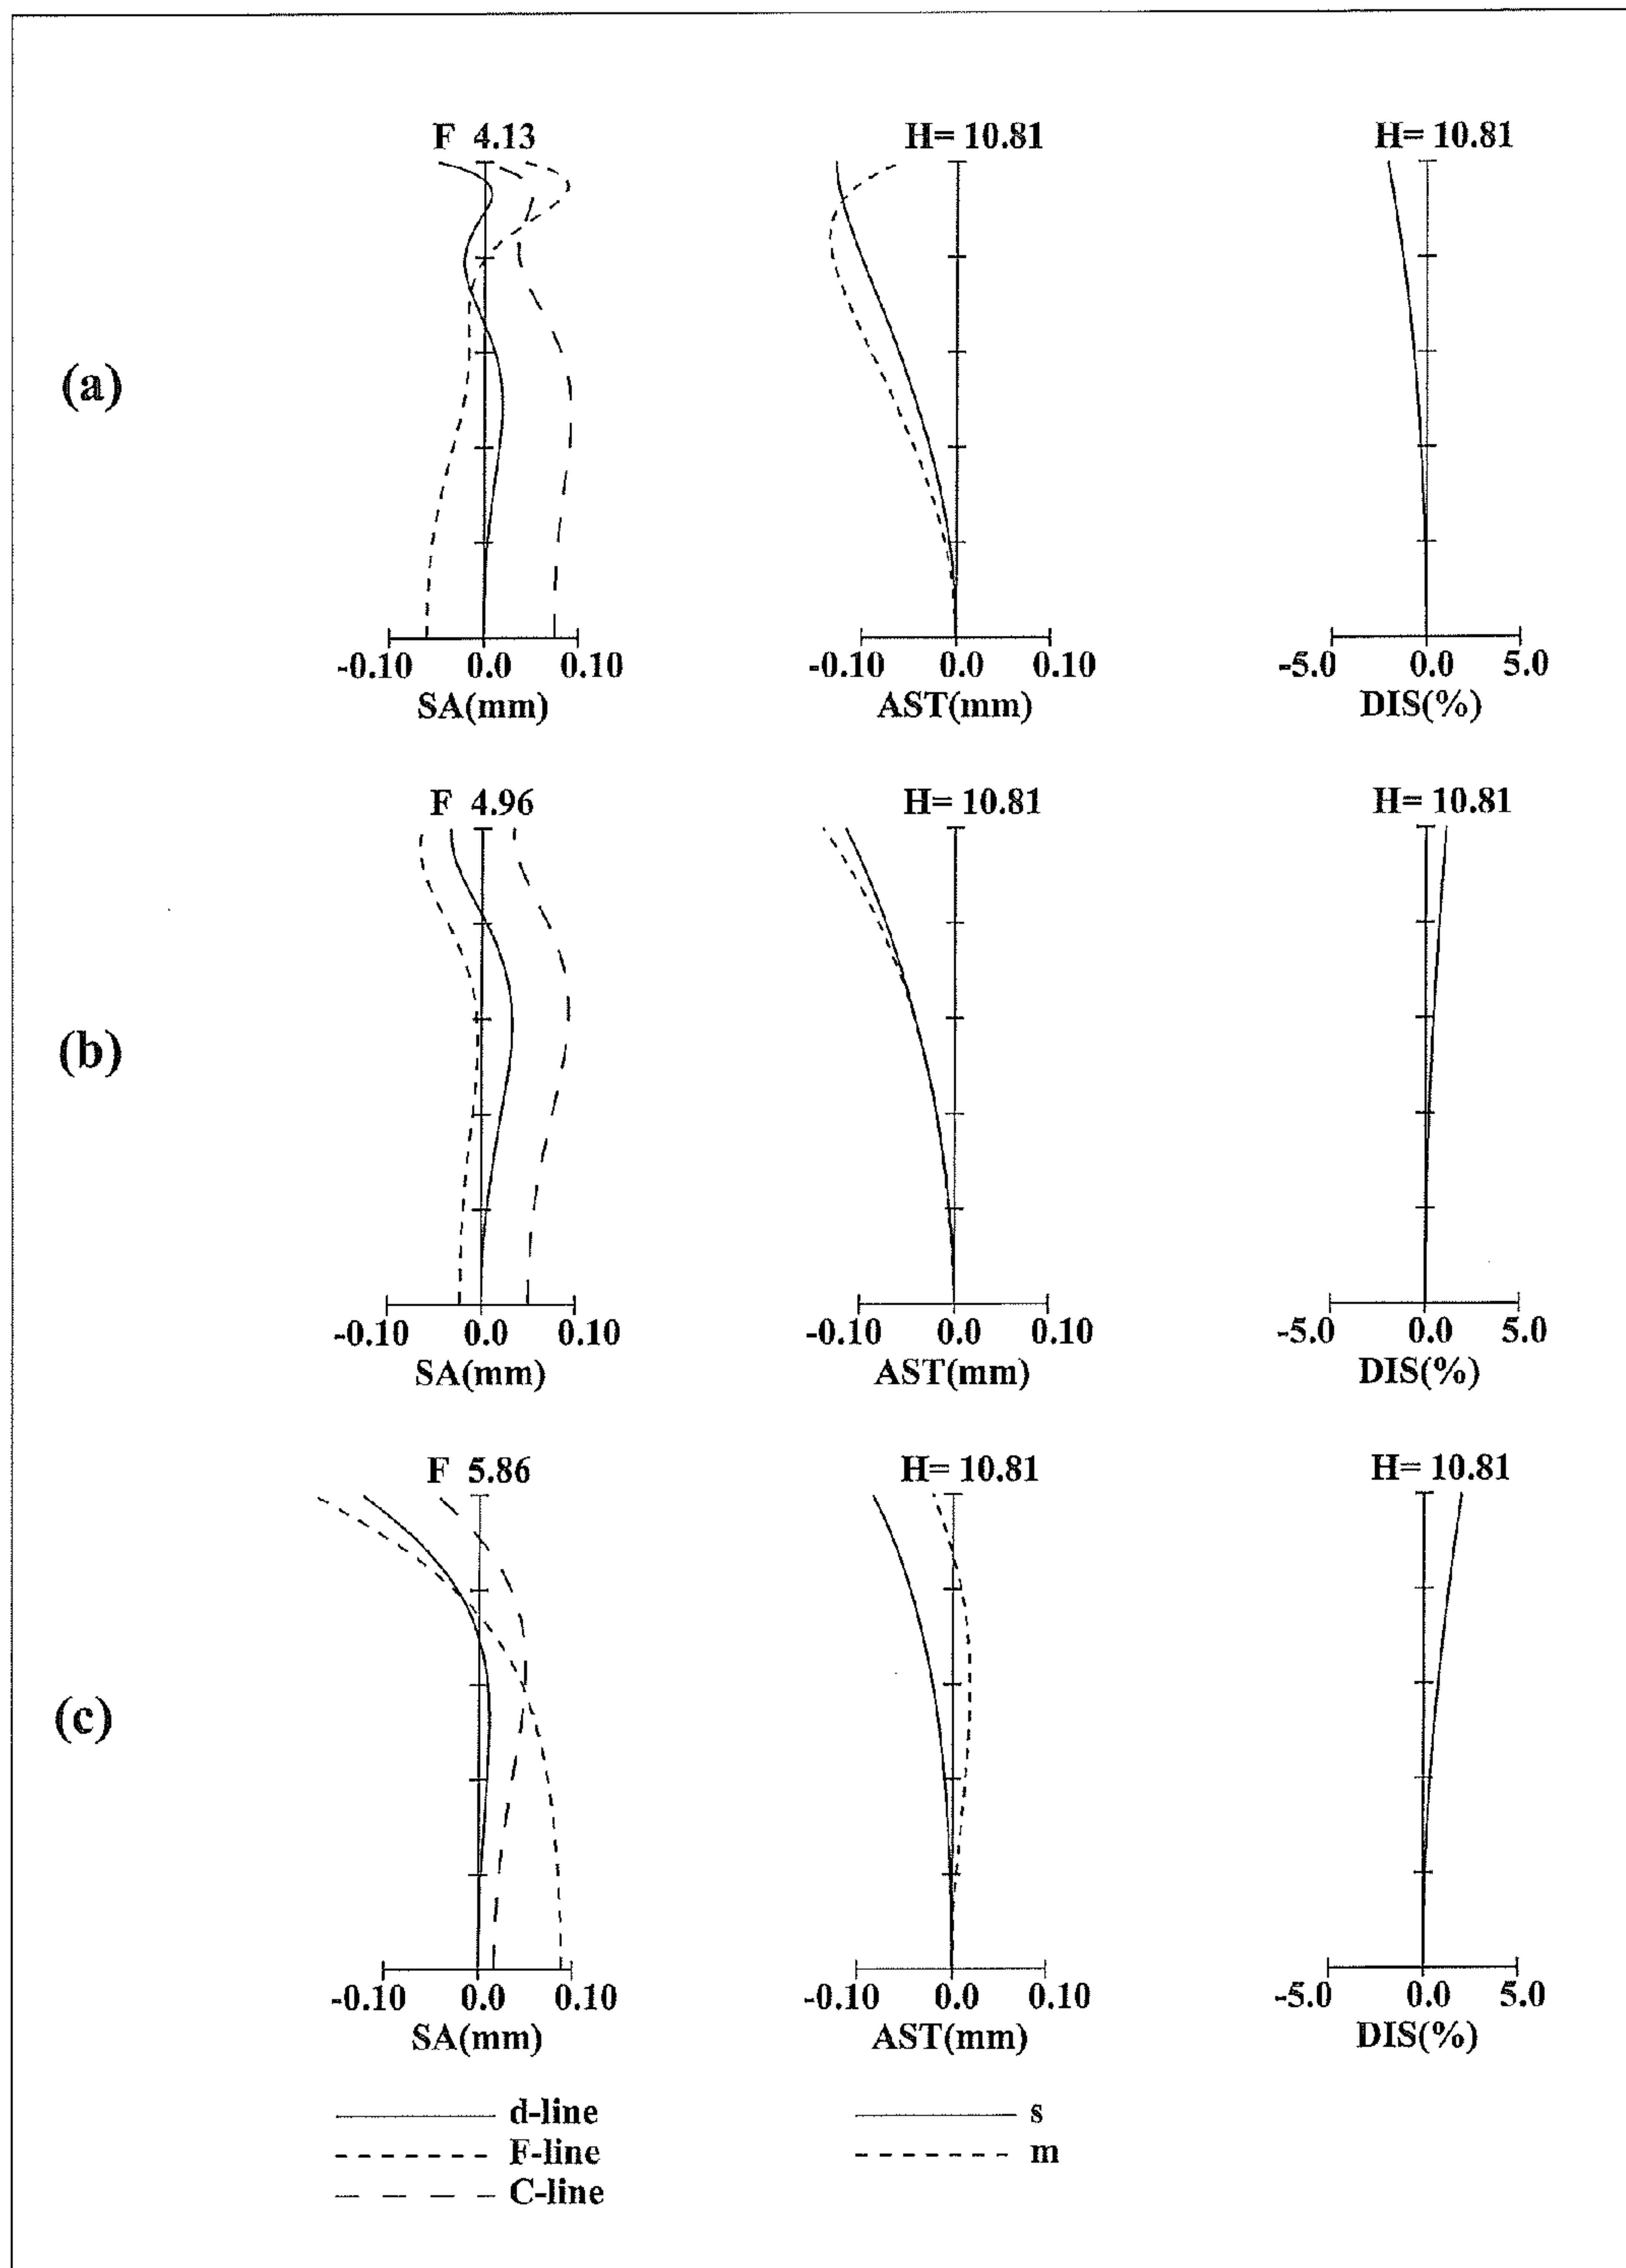 F 4.13 H= 10.81 H= 10.81
(a)
-0.10 0.0 0.10 -0.10 0.0 0.10 -5.0 0.0 5.0
SA(mm) AST(mm) DIS(%)
F 4.96 H= 10.81 H= 10.81
(b)
-0.10 0.0 0.10 -0.10 0.0 0.10 -5.0 0.0 5.0
SA(mm) AST(mm) DIS(%)
F 5.86 H= 10.81 H= 10.81
(c)
-0.10 0.0 0.10 -0.10 0.0 0.10 -5.0 0.0 5.0
SA(mm) AST(mm) DIS(%)
d-line s
F-line m
C-line